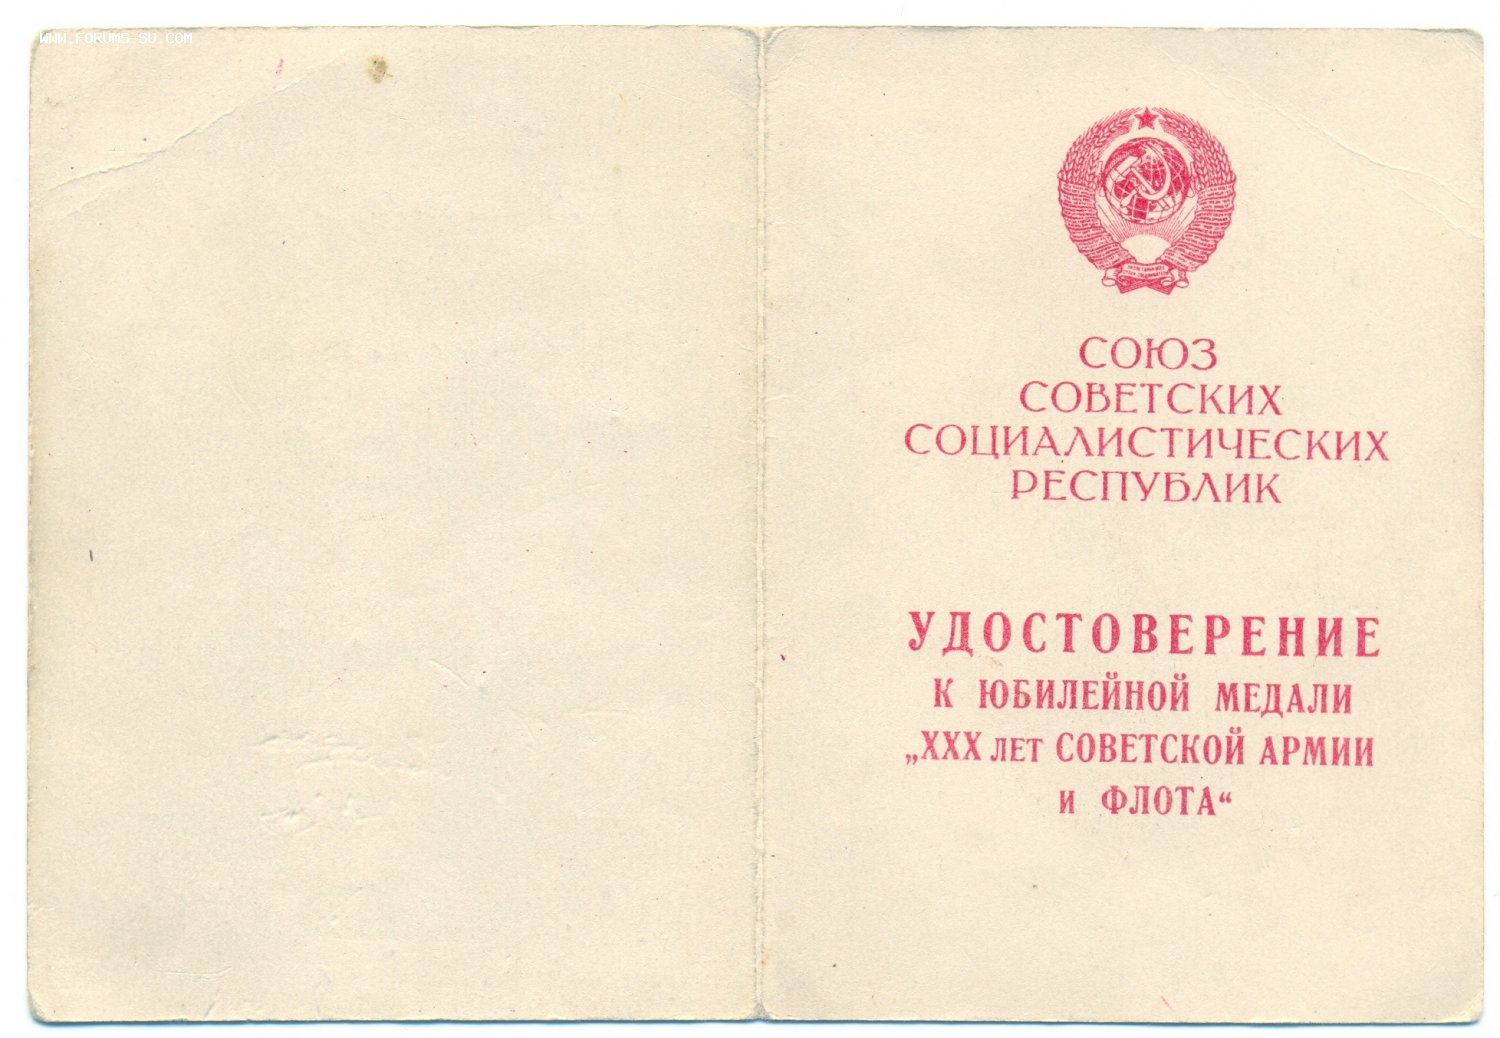 WWW.FORUMS-SU.COM
СОЮЗ
СОВЕТСКИХ
СОЦИАЛИСТИЧЕСКИХ
РЕСПУБЛИК
УДОСТОВЕРЕНИЕ
К ЮБИЛЕЙНОЙ МЕДАЛИ
„XXX ЛЕТ СОВЕТСКОЙ АРМИИ
И ФЛОТА“